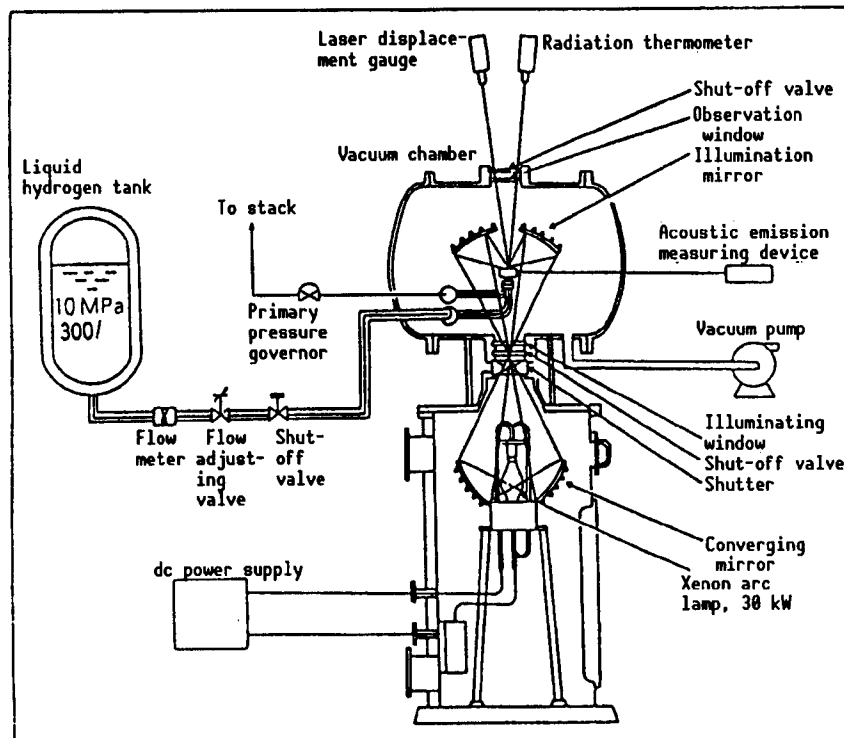 Laser displace-
ment gauge
Radiation thermometer
Shut-off valve
Observation
window
Illumination
mirror
Vacuum chamber
Liquid
hydrogen tank
To stack
Acoustic emission
measuring device
10 MPa
300l
Primary
pressure
governor
Vacuum pump
Flow
meter
Flow
adjust-
ing
valve
Shut-
off
valve
Illuminating
window
Shut-off valve
Shutter
Converging
mirror
Xenon arc
lamp, 30 kW
dc power supply